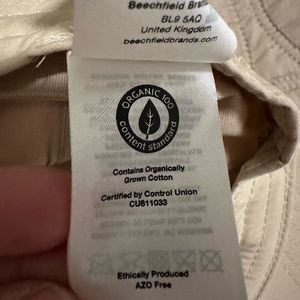 Beechfield Brands
BL9 5AQ
United Kingdom
beechfieldbrands.com
ORGANIC 100
content standard
Contains Organically
Grown Cotton
Certified by Control Union
CU811033
Ethically Produced
AZO Free